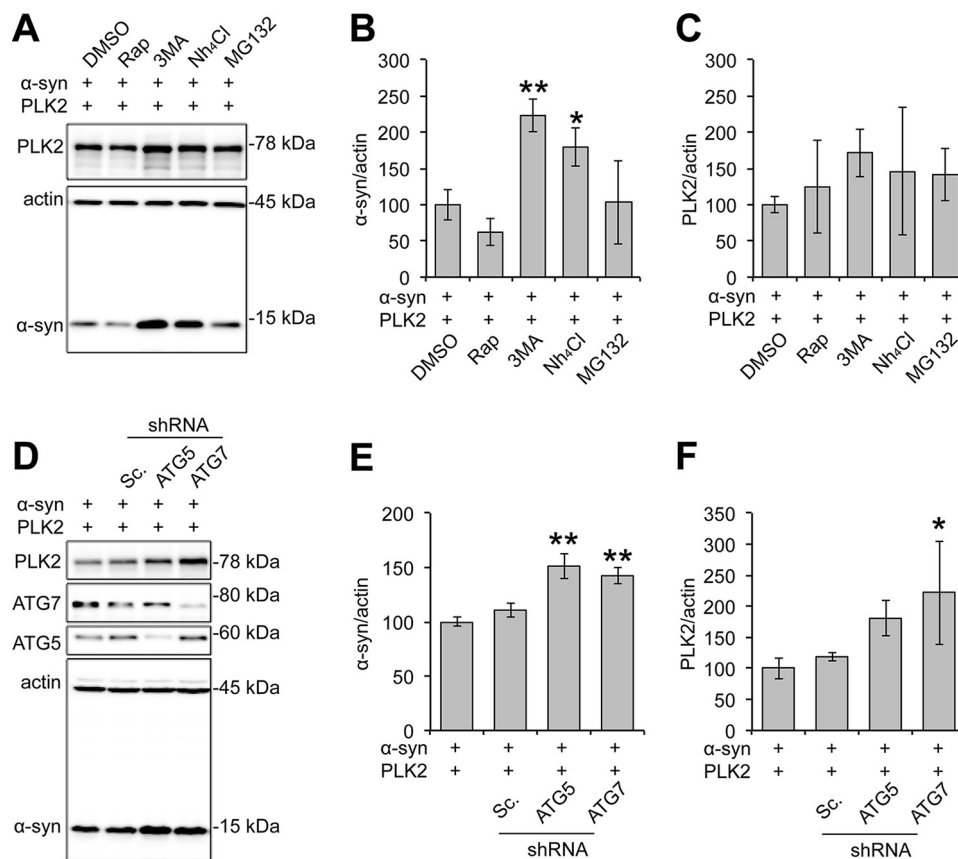 A
DMSO Rap 3MA Nh₄Cl MG132
α-syn + + + + +
PLK2 + + + + +
PLK2 -78 kDa
actin -45 kDa
α-syn -15 kDa
B
α-syn/actin
300
250
200
150
100
50
0
** *
α-syn + + + + +
PLK2 + + + + +
DMSO Rap 3MA Nh₄Cl MG132
C
PLK2/actin
300
250
200
150
100
50
0
α-syn + + + + +
PLK2 + + + + +
DMSO Rap 3MA Nh₄Cl MG132
D
shRNA
Sc. ATG5 ATG7
α-syn + + + +
PLK2 + + + +
PLK2 -78 kDa
ATG7 -80 kDa
ATG5 -60 kDa
actin -45 kDa
α-syn -15 kDa
E
α-syn/actin
200
150
100
50
0
** **
α-syn + + + +
PLK2 + + + +
Sc. ATG5 ATG7
shRNA
F
PLK2/actin
350
300
250
200
150
100
50
0
*
α-syn + + + +
PLK2 + + + +
Sc. ATG5 ATG7
shRNA